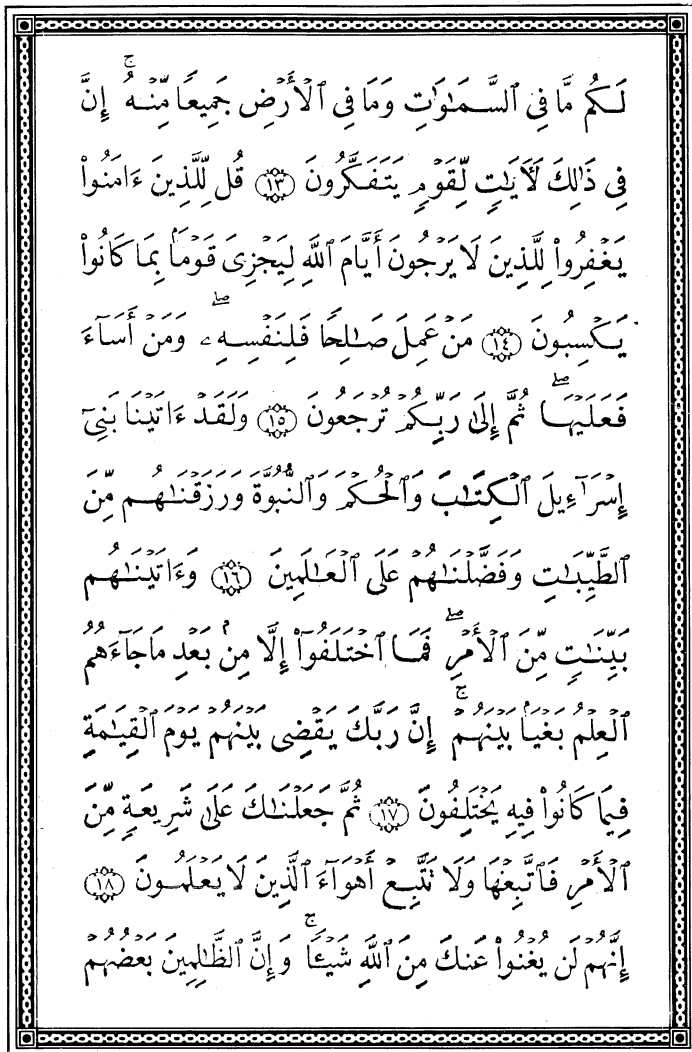 لَكُم مَّا فِى ٱلسَّمَـٰوَٰتِ وَمَا فِى ٱلْأَرْضِ جَمِيعًا مِّنْهُ ۚ إِنَّ
فِى ذَٰلِكَ لَـَٔايَـٰتٍ لِّقَوْمٍ يَتَفَكَّرُونَ ١٣ قُل لِّلَّذِينَ ءَامَنُوا۟
يَغْفِرُوا۟ لِلَّذِينَ لَا يَرْجُونَ أَيَّامَ ٱللَّهِ لِيَجْزِىَ قَوْمًۢا بِمَا كَانُوا۟
يَكْسِبُونَ ١٤ مَنْ عَمِلَ صَـٰلِحًا فَلِنَفْسِهِۦ ۖ وَمَنْ أَسَآءَ
فَعَلَيْهَا ۖ ثُمَّ إِلَىٰ رَبِّكُمْ تُرْجَعُونَ ١٥ وَلَقَدْ ءَاتَيْنَا بَنِىٓ
إِسْرَٰٓءِيلَ ٱلْكِتَـٰبَ وَٱلْحُكْمَ وَٱلنُّبُوَّةَ وَرَزَقْنَـٰهُم مِّنَ
ٱلطَّيِّبَـٰتِ وَفَضَّلْنَـٰهُمْ عَلَى ٱلْعَـٰلَمِينَ ١٦ وَءَاتَيْنَـٰهُم
بَيِّنَـٰتٍ مِّنَ ٱلْأَمْرِ ۖ فَمَا ٱخْتَلَفُوٓا۟ إِلَّا مِنۢ بَعْدِ مَا جَآءَهُمُ
ٱلْعِلْمُ بَغْيًۢا بَيْنَهُمْ ۚ إِنَّ رَبَّكَ يَقْضِى بَيْنَهُمْ يَوْمَ ٱلْقِيَـٰمَةِ
فِيمَا كَانُوا۟ فِيهِ يَخْتَلِفُونَ ١٧ ثُمَّ جَعَلْنَـٰكَ عَلَىٰ شَرِيعَةٍ مِّنَ
ٱلْأَمْرِ فَٱتَّبِعْهَا وَلَا تَتَّبِعْ أَهْوَآءَ ٱلَّذِينَ لَا يَعْلَمُونَ ١٨
إِنَّهُمْ لَن يُغْنُوا۟ عَنكَ مِنَ ٱللَّهِ شَيْـًٔا ۚ وَإِنَّ ٱلظَّـٰلِمِينَ بَعْضُهُمْ